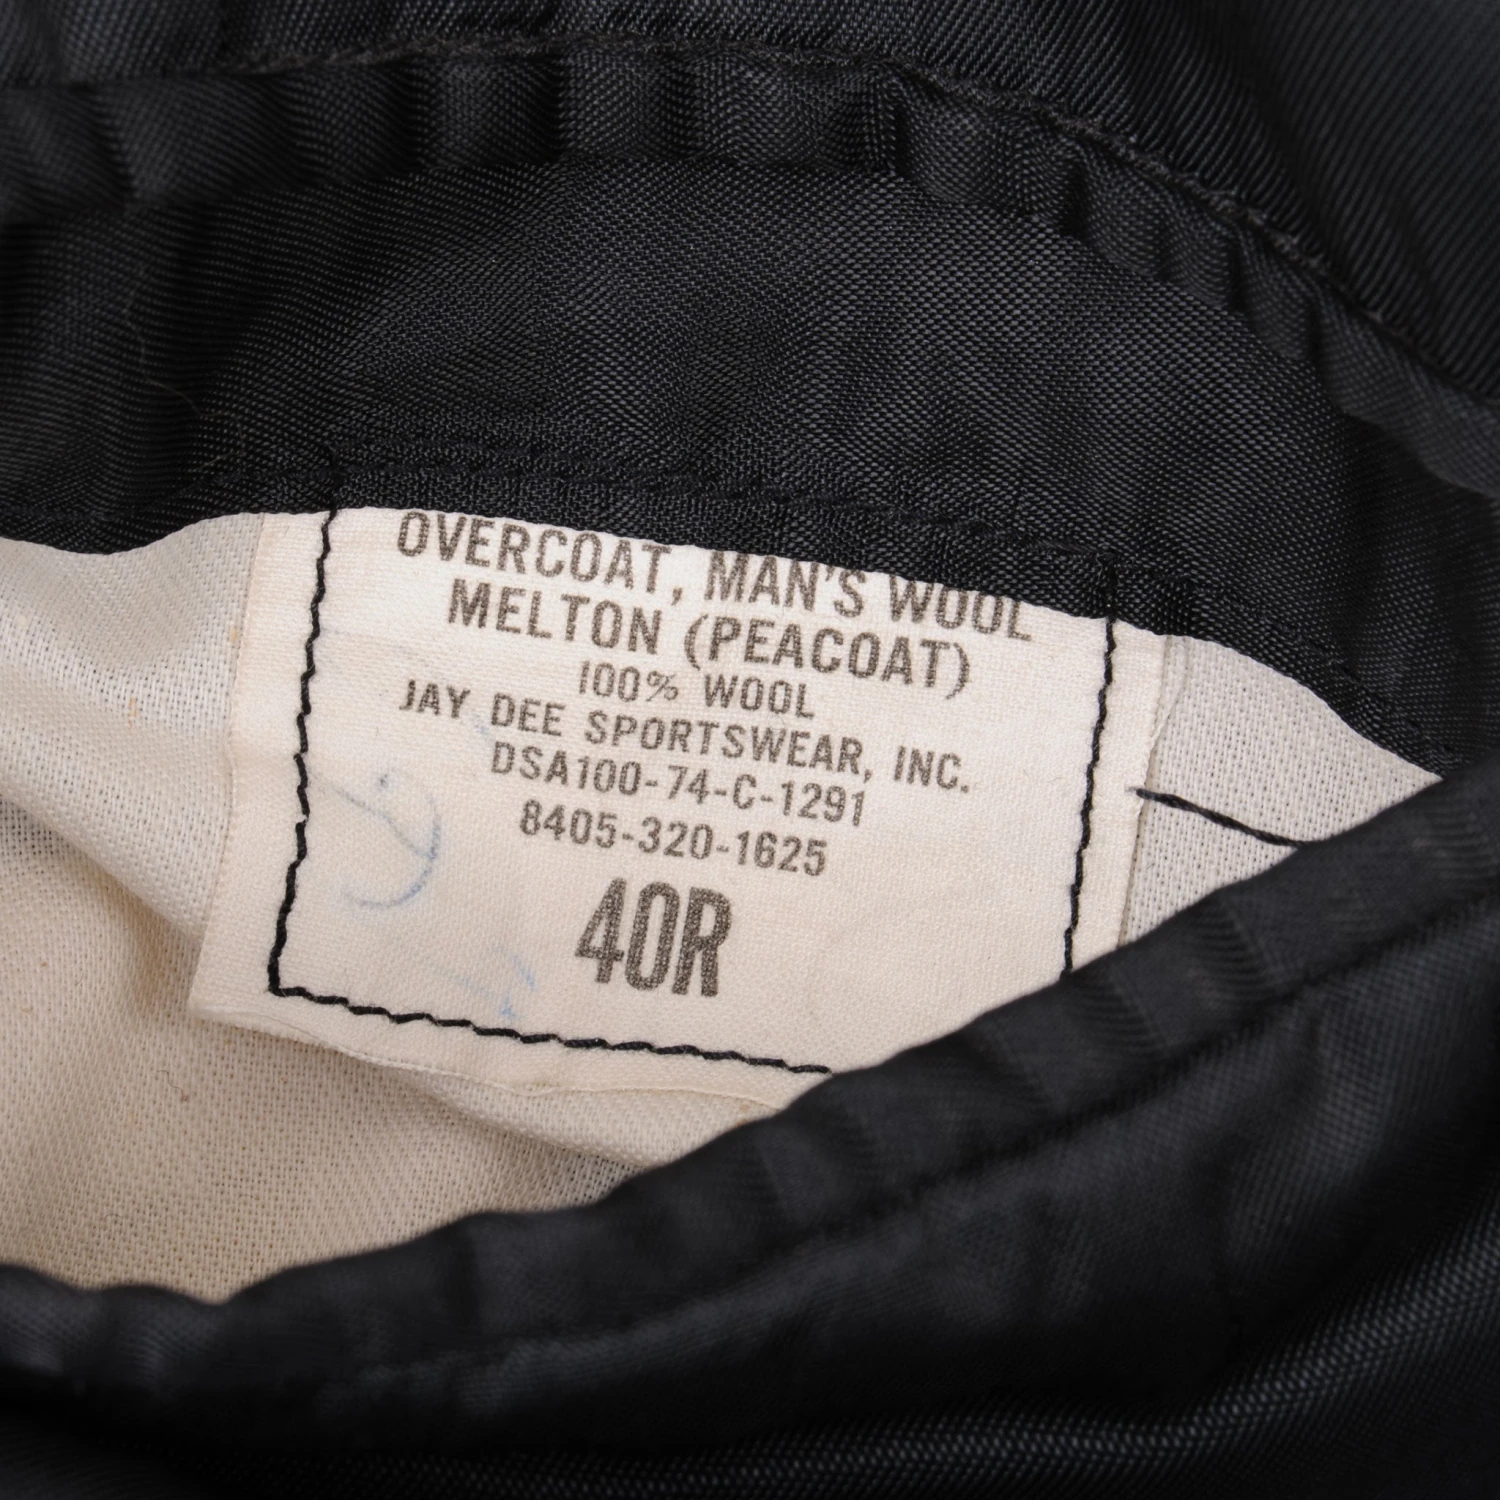 OVERCOAT, MAN'S WOOL
MELTON (PEACOAT)
100% WOOL
JAY DEE SPORTSWEAR, INC.
DSA100-74-C-1291
8405-320-1625
40R